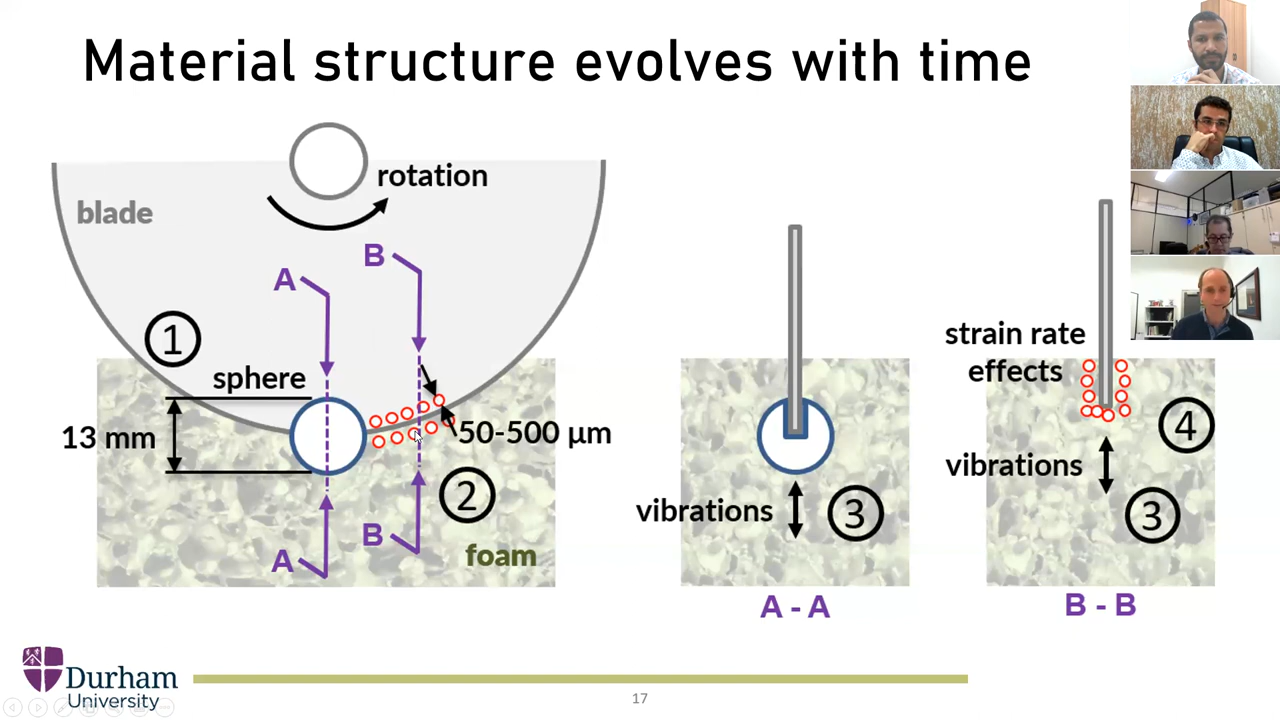 Material structure evolves with time
rotation
blade
B
A
1
sphere
13 mm
50-500 µm
2
B
A
foam
vibrations
3
A - A
strain rate
effects
4
vibrations
3
B - B
Durham
University
17